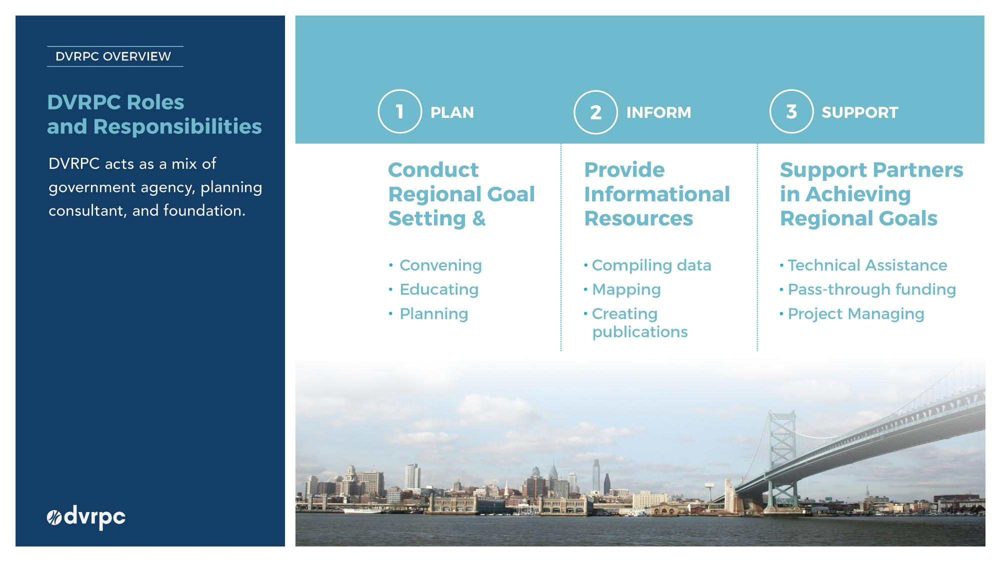 DVRPC OVERVIEW
DVRPC Roles
and Responsibilities
DVRPC acts as a mix of
government agency, planning
consultant, and foundation.
dvrpc
1 PLAN
Conduct
Regional Goal
Setting &
• Convening
• Educating
• Planning
2 INFORM
Provide
Informational
Resources
• Compiling data
• Mapping
• Creating
publications
3 SUPPORT
Support Partners
in Achieving
Regional Goals
• Technical Assistance
• Pass-through funding
• Project Managing